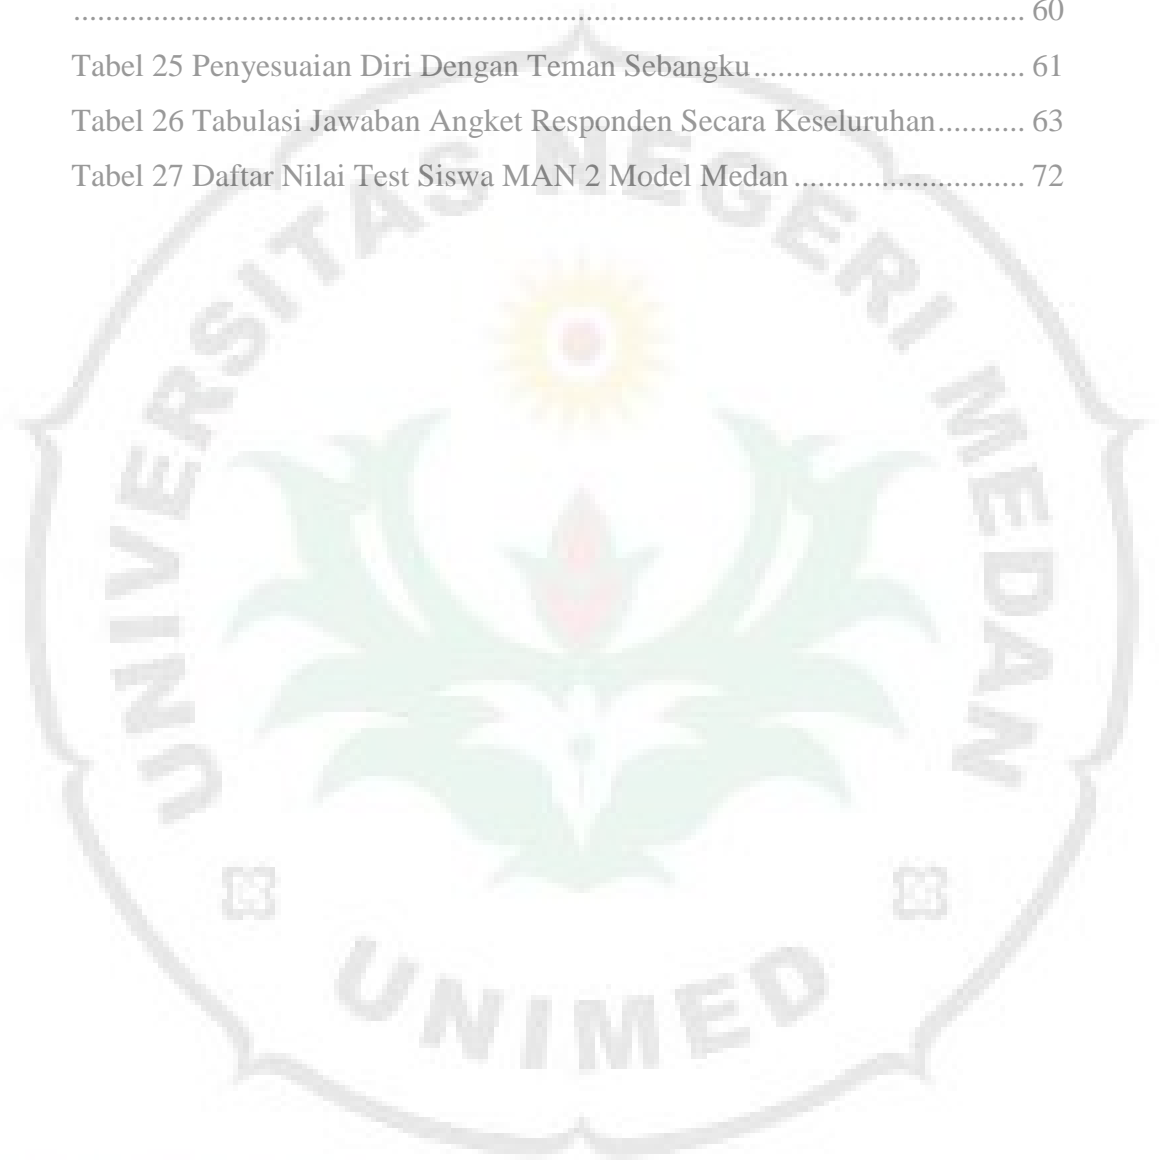 ........................................................................................................................ 60
Tabel 25 Penyesuaian Diri Dengan Teman Sebangku.................................. 61
Tabel 26 Tabulasi Jawaban Angket Responden Secara Keseluruhan........... 63
Tabel 27 Daftar Nilai Test Siswa MAN 2 Model Medan ............................. 72
UNIVERSITAS NEGERI MEDAN
UNIMED